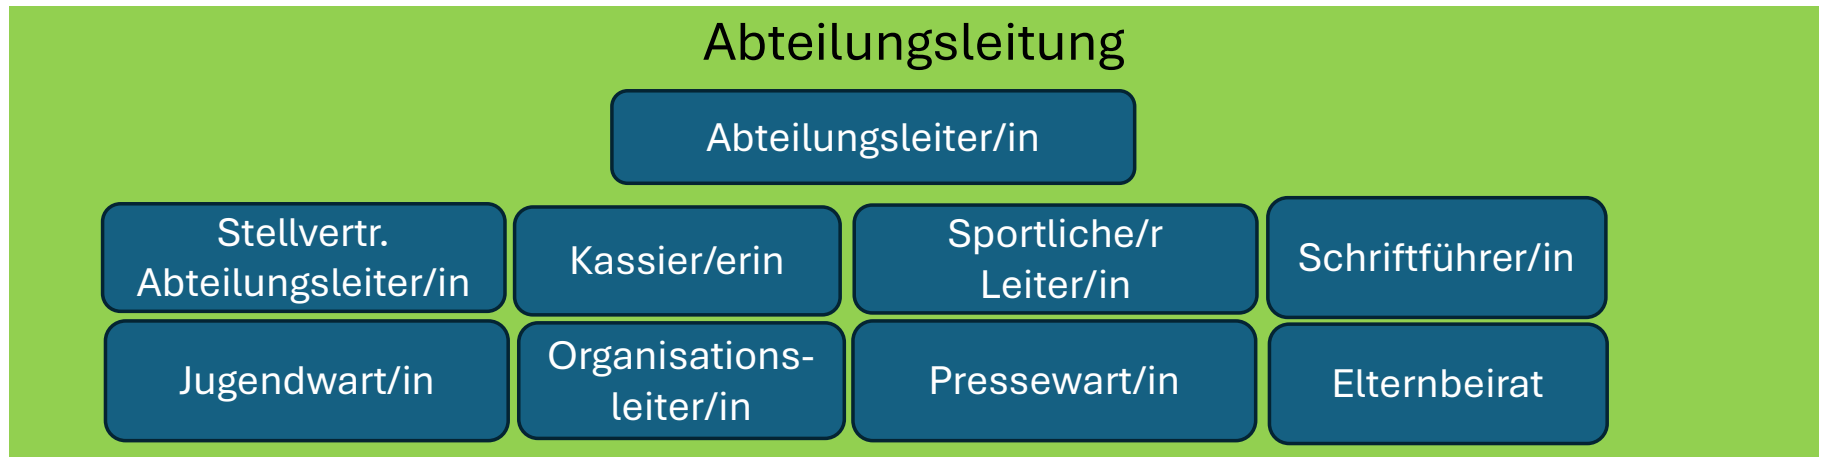 Abteilungsleitung
Abteilungsleiter/in
Stellvertr.
Abteilungsleiter/in
Kassier/erin
Sportliche/r
Leiter/in
Schriftführer/in
Jugendwart/in
Organisations-
leiter/in
Pressewart/in
Elternbeirat